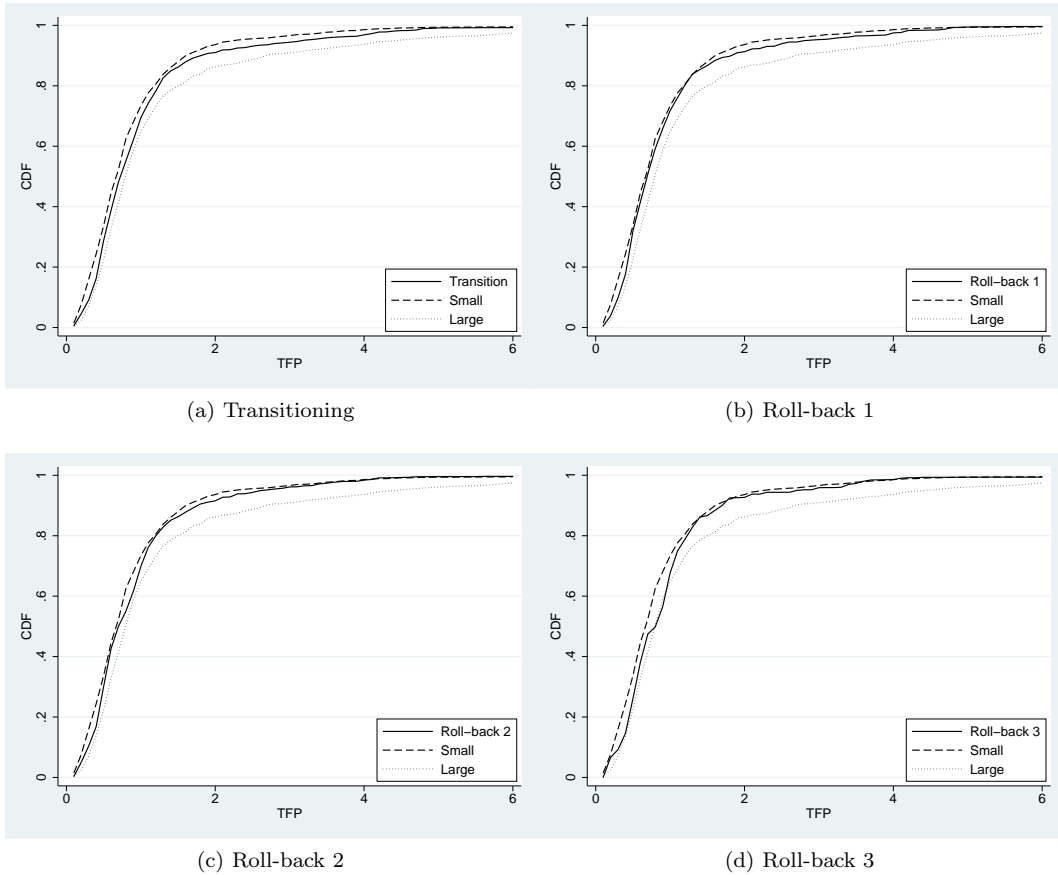 1
.8
.6
.4
.2
0
CDF
0 2 4 6
TFP
Transition
Small
Large
(a) Transitioning
1
.8
.6
.4
.2
0
CDF
0 2 4 6
TFP
Roll−back 1
Small
Large
(b) Roll-back 1
1
.8
.6
.4
.2
0
CDF
0 2 4 6
TFP
Roll−back 2
Small
Large
(c) Roll-back 2
1
.8
.6
.4
.2
0
CDF
0 2 4 6
TFP
Roll−back 3
Small
Large
(d) Roll-back 3